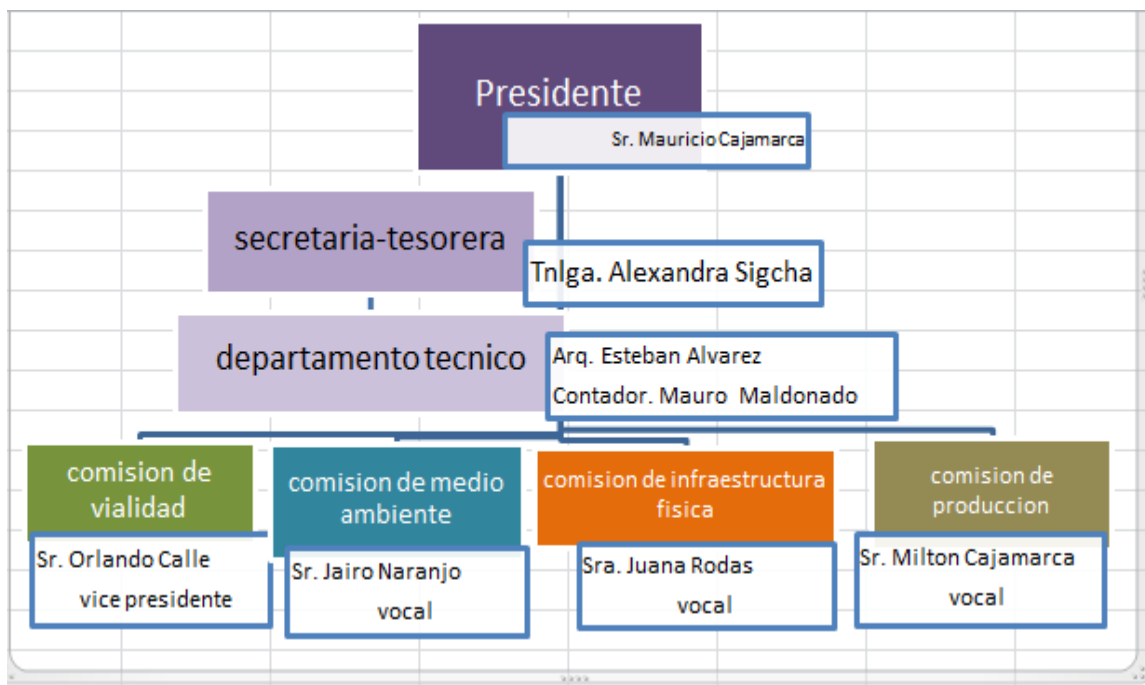 Presidente
Sr. Mauricio Cajamarca
secretaria-tesorera
Tnlga. Alexandra Sigcha
departamento tecnico
Arq. Esteban Alvarez
Contador. Mauro Maldonado
comision de
vialidad
Sr. Orlando Calle
vice presidente
comision de medio
ambiente
Sr. Jairo Naranjo
vocal
comision de infraestructura
fisica
Sra. Juana Rodas
vocal
comision de
produccion
Sr. Milton Cajamarca
vocal